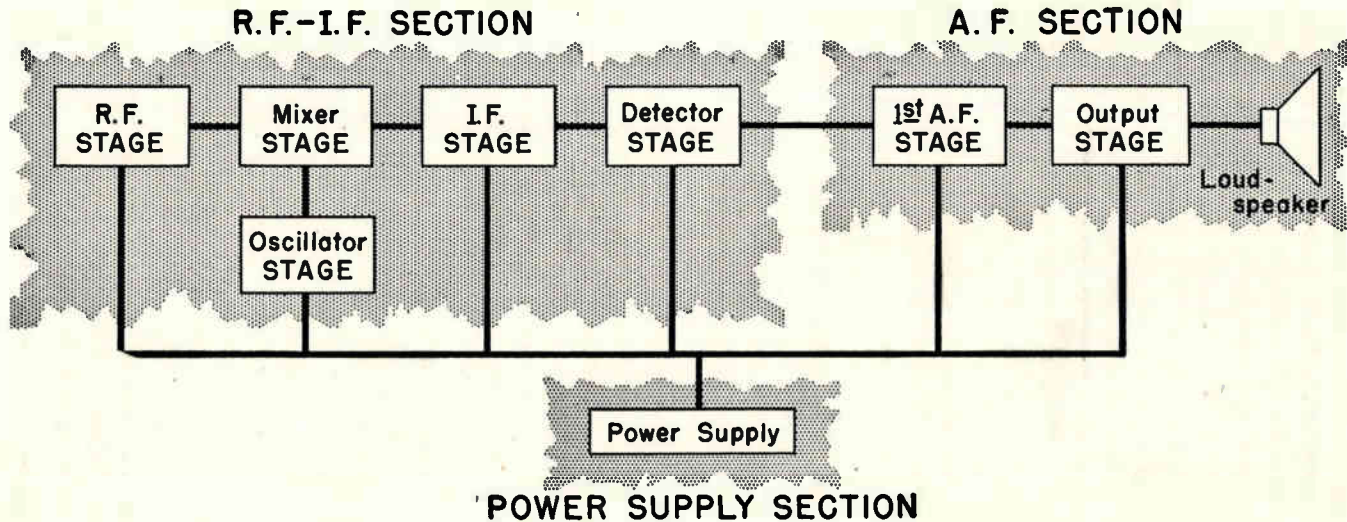 R.F.-I.F. SECTION
A.F. SECTION
R.F.
STAGE
Mixer
STAGE
I.F.
STAGE
Detector
STAGE
1st A.F.
STAGE
Output
STAGE
Loud-
speaker
Oscillator
STAGE
Power Supply
POWER SUPPLY SECTION